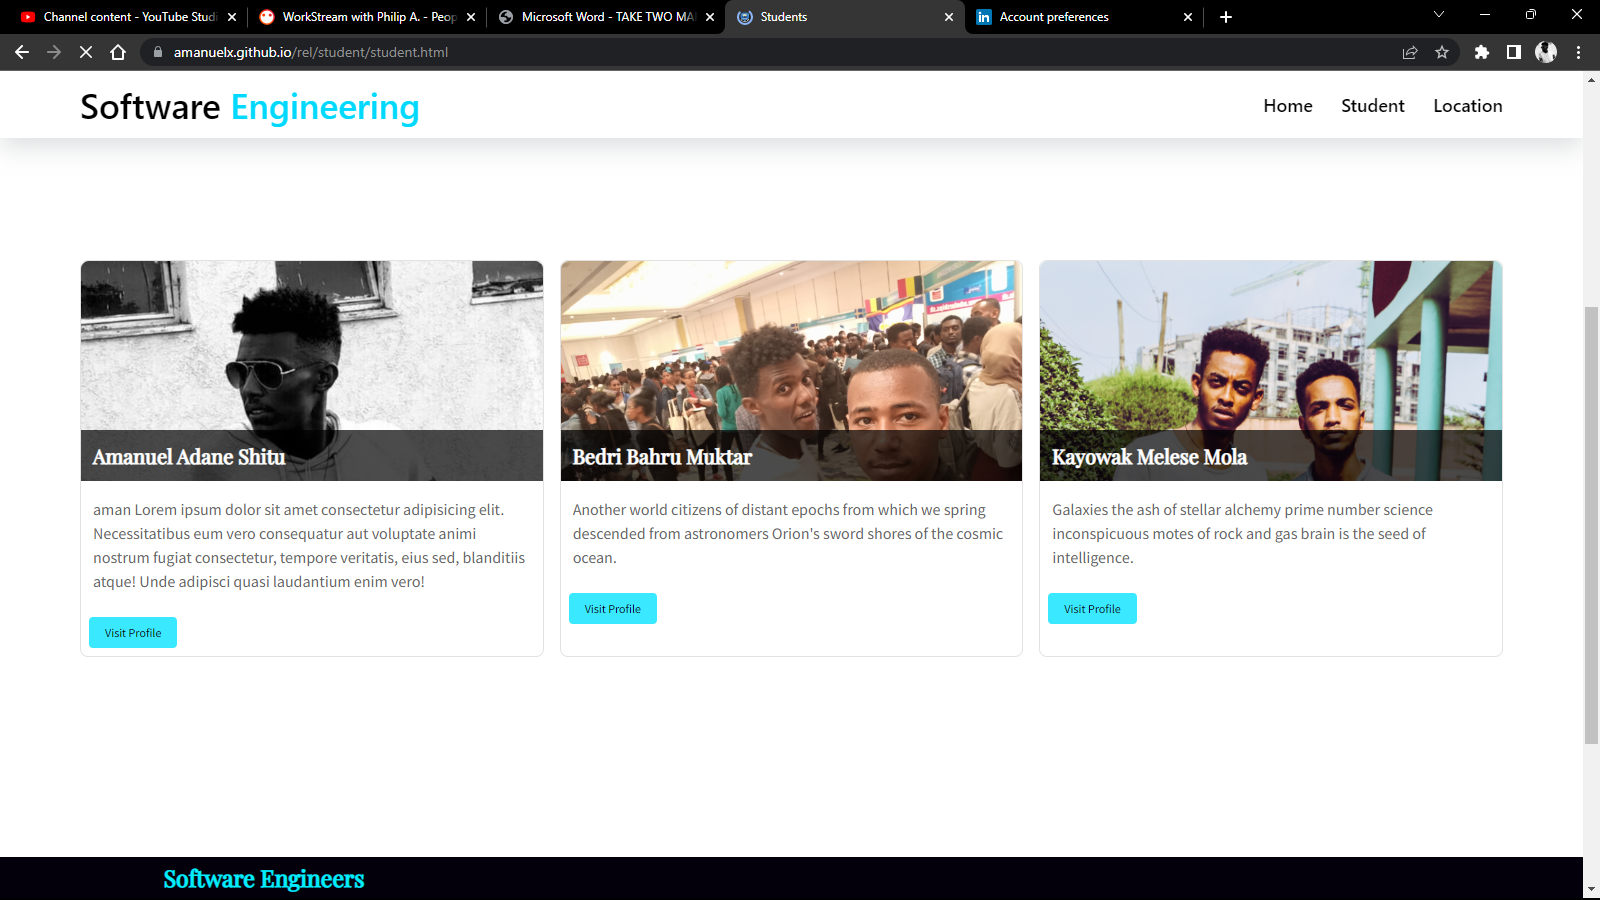 Channel content - YouTube Studi
WorkStream with Philip A. - Peop
Microsoft Word - TAKE TWO MA
Students
Account preferences
amanuelx.github.io/rel/student/student.html
Software Engineering
Home Student Location
Amanuel Adane Shitu
aman Lorem ipsum dolor sit amet consectetur adipisicing elit.
Necessitatibus eum vero consequatur aut voluptate animi
nostrum fugiat consectetur, tempore veritatis, eius sed, blanditiis
atque! Unde adipisci quasi laudantium enim vero!
Visit Profile
Bedri Bahru Muktar
Another world citizens of distant epochs from which we spring
descended from astronomers Orion's sword shores of the cosmic
ocean.
Visit Profile
Kayowak Melese Mola
Galaxies the ash of stellar alchemy prime number science
inconspicuous motes of rock and gas brain is the seed of
intelligence.
Visit Profile
Software Engineers